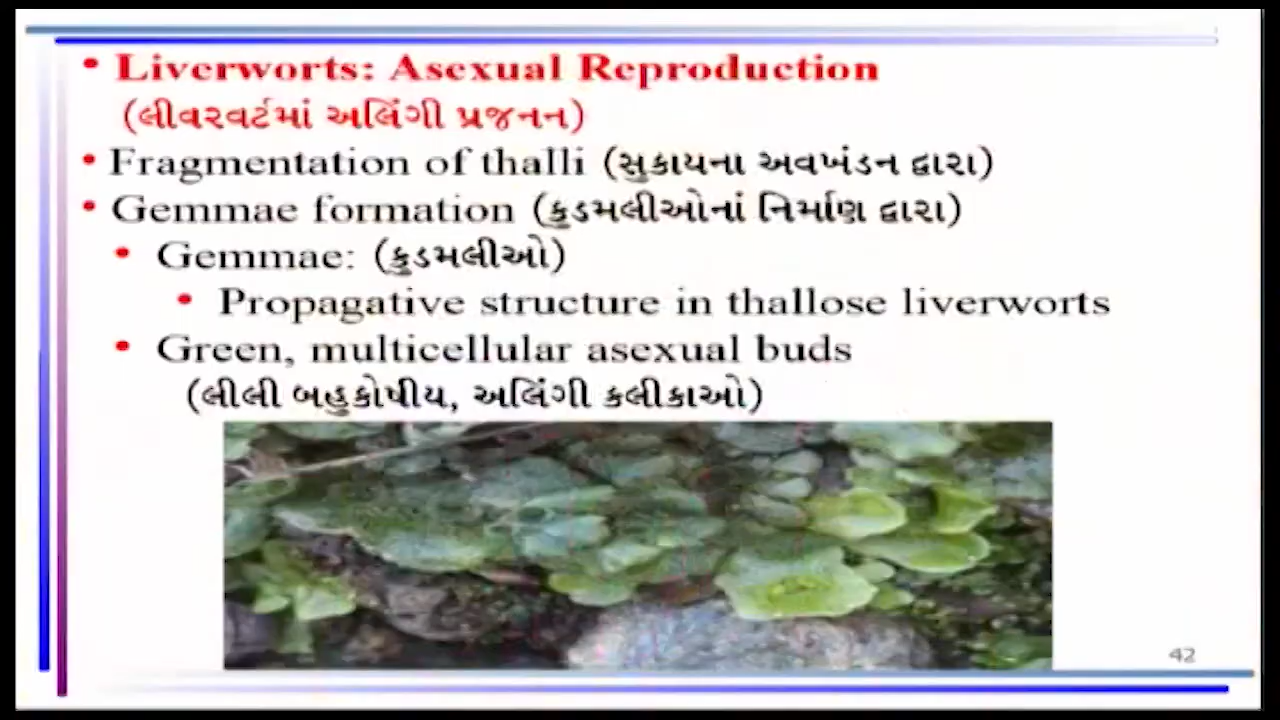 • Liverworts: Asexual Reproduction
(લીવરવર્ટમાં અલિંગી પ્રજનન)
• Fragmentation of thalli (સુકાયના અવખંડન દ્વારા)
• Gemmae formation (કુડમલીઓનાં નિર્માણ દ્વારા)
• Gemmae: (કુડમલીઓ)
• Propagative structure in thallose liverworts
• Green, multicellular asexual buds
(લીલી બહુકોષીય, અલિંગી કલીકાઓ)
42